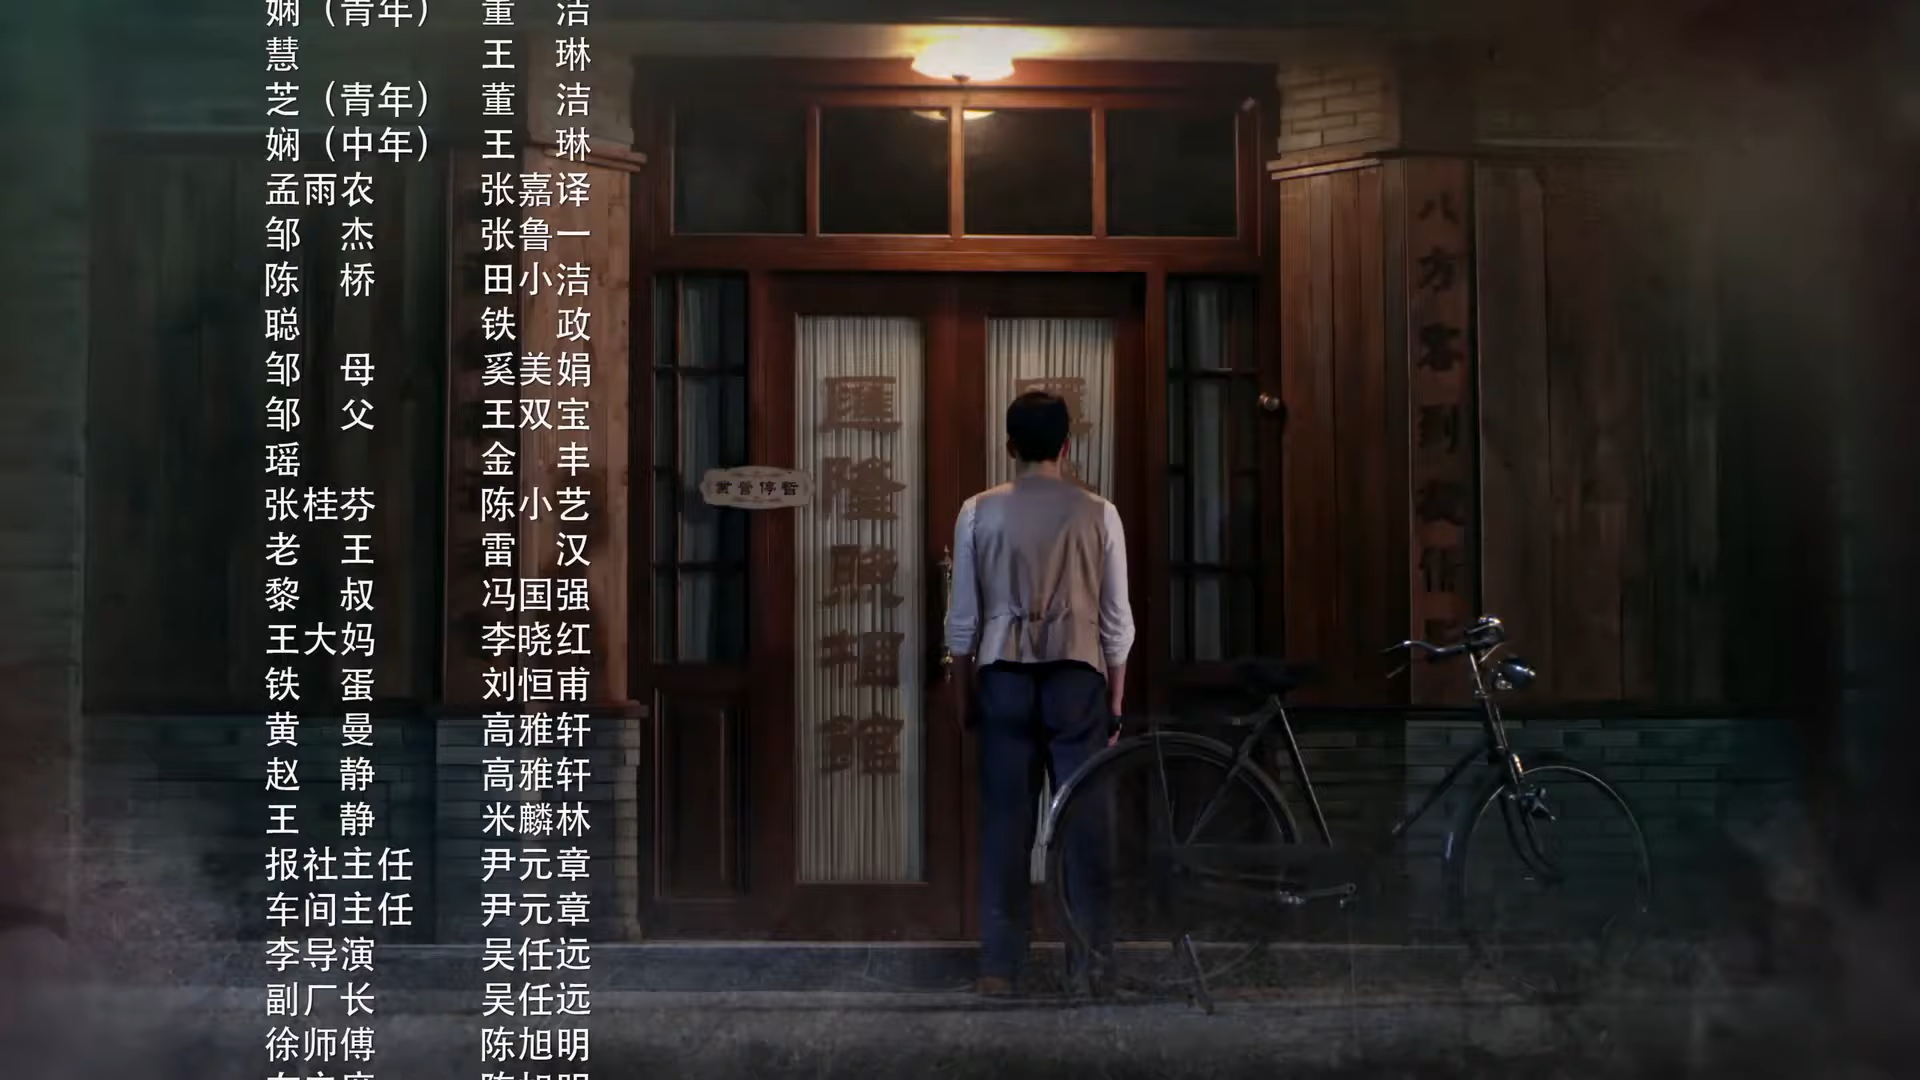 娴（青年） 董 洁
慧 王 琳
芝（青年） 董 洁
娴（中年） 王 琳
孟雨农 张嘉译
邹 杰 张鲁一
陈 桥 田小洁
聪 铁 政
邹 母 奚美娟
邹 父 王双宝
瑶 金 丰
张桂芬 陈小艺
老 王 雷 汉
黎 叔 冯国强
王大妈 李晓红
铁 蛋 刘恒甫
黄 曼 高雅轩
赵 静 高雅轩
王 静 米麟林
报社主任 尹元章
车间主任 尹元章
李导演 吴任远
副厂长 吴任远
徐师傅 陈旭明
匯隆照相館
業營停暫
八方客到